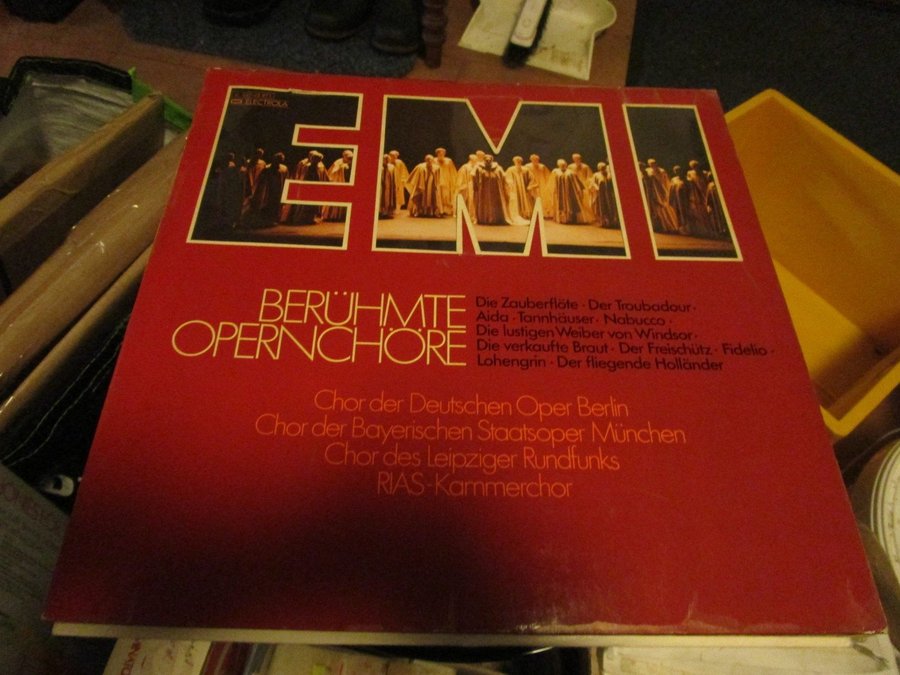 EMI
ELECTROLA
BERÜHMTE
OPERNCHÖRE
Die Zauberflöte · Der Troubadour ·
Aida · Tannhäuser · Nabucco ·
Die lustigen Weiber von Windsor ·
Die verkaufte Braut · Der Freischütz · Fidelio ·
Lohengrin · Der fliegende Holländer
Chor der Deutschen Oper Berlin
Chor der Bayerischen Staatsoper München
Chor des Leipziger Rundfunks
RIAS-Kammerchor